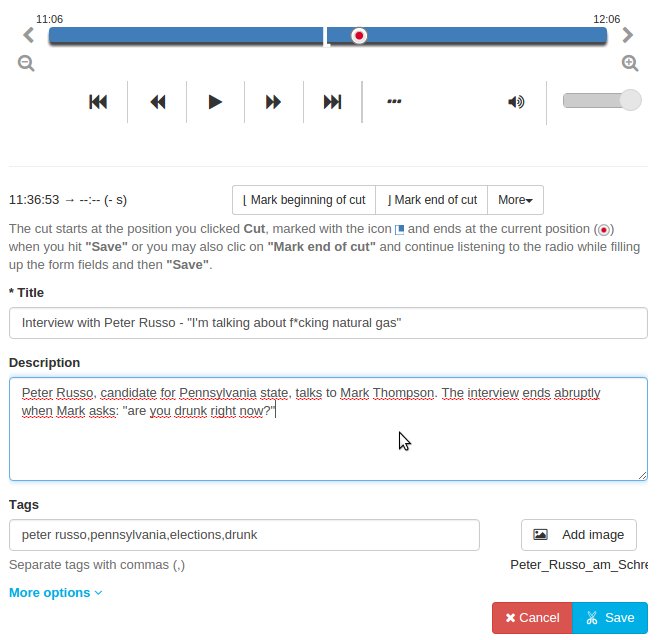 11:06 12:06
11:36:53 → --:-- (- s) [ Mark beginning of cut ] Mark end of cut More
The cut starts at the position you clicked Cut, marked with the icon and ends at the current position ( )
when you hit "Save" or you may also clic on "Mark end of cut" and continue listening to the radio while filling
up the form fields and then "Save".
* Title
Interview with Peter Russo - "I'm talking about f*cking natural gas"
Description
Peter Russo, candidate for Pennsylvania state, talks to Mark Thompson. The interview ends abruptly
when Mark asks: "are you drunk right now?"
Tags
peter russo,pennsylvania,elections,drunk Add image
Separate tags with commas (,) Peter_Russo_am_Schre
More options
Cancel Save